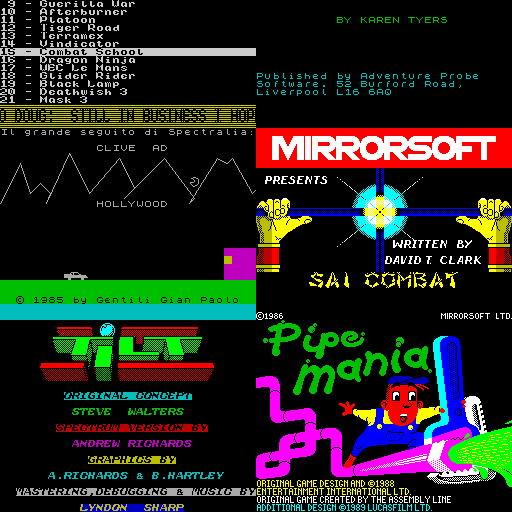 9 - Guerilla War
10 - Afterburner
11 - Platoon
12 - Tiger Road
13 - Terramex
14 - Vindicator
15 - Combat School
16 - Dragon Ninja
17 - WEC Le Mans
18 - Glider Rider
19 - Black Lamp
20 - Deathwish 3
21 - Mask 3
O DOUG: STILL IN BUSINESS I HOP
BY KAREN TYERS
Published by Adventure Probe
Software. 52 Burford Road,
Liverpool L16 6AQ
Il grande seguito di Spectralia:
CLIVE AD
HOLLYWOOD
© 1985 by Gentili Gian Paolo
MIRRORSOFT
PRESENTS
WRITTEN BY
DAVID T. CLARK
SAI COMBAT
©1986 MIRRORSOFT LTD.
TILT
ORIGINAL CONCEPT
STEVE WALTERS
SPECTRUM VERSION BY
ANDREW RICHARDS
GRAPHICS BY
A.RICHARDS & B.HARTLEY
MASTERING,DEBUGGING & MUSIC BY
LYNDON SHARP
Pipe
mania
ORIGINAL GAME DESIGN AND ©1988
ENTERTAINMENT INTERNATIONAL LTD.
ORIGINAL GAME CREATED BY THE ASSEMBLY LINE
ADDITIONAL DESIGN ©1989 LUCASFILM LTD.